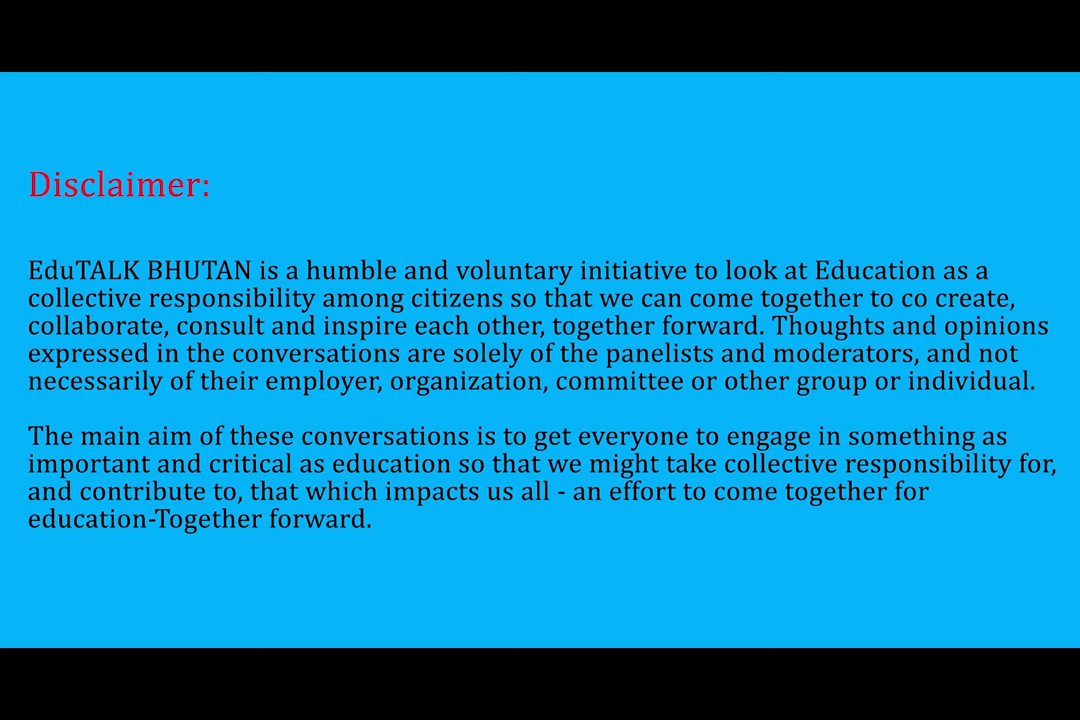 Disclaimer:
EduTALK BHUTAN is a humble and voluntary initiative to look at Education as a
collective responsibility among citizens so that we can come together to co create,
collaborate, consult and inspire each other, together forward. Thoughts and opinions
expressed in the conversations are solely of the panelists and moderators, and not
necessarily of their employer, organization, committee or other group or individual.
The main aim of these conversations is to get everyone to engage in something as
important and critical as education so that we might take collective responsibility for,
and contribute to, that which impacts us all - an effort to come together for
education-Together forward.